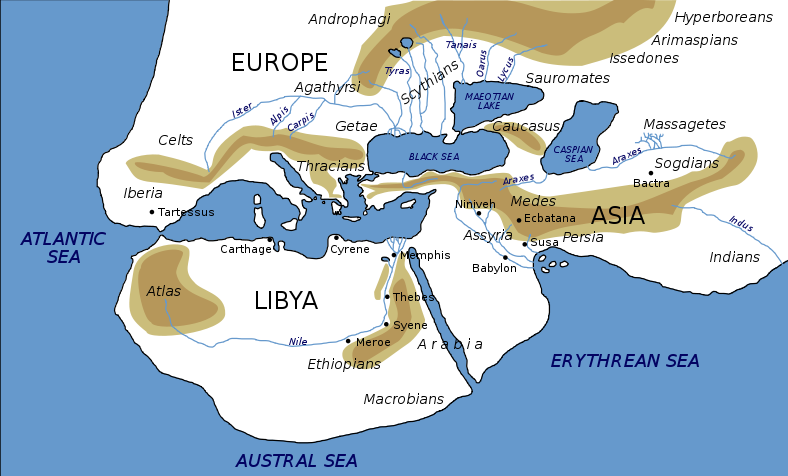 Androphagi
Hyperboreans
Arimaspians
Issedones
EUROPE
Tanais
Oarus
Lycus
Tyras
Scythians
Sauromates
Agathyrsi
MAEOTIAN
LAKE
Ister
Alpis
Carpis
Getae
Caucasus
Massagetes
Celts
Thracians
BLACK SEA
CASPIAN
SEA
Araxes
Sogdians
Bactra
Iberia
Tartessus
Araxes
Niniveh
Medes
Ecbatana
ASIA
Indus
ATLANTIC
SEA
Carthage
Cyrene
Memphis
Assyria
Susa
Persia
Babylon
Indians
Atlas
LIBYA
Thebes
Syene
Nile
Meroe
Arabia
Ethiopians
ERYTHREAN SEA
Macrobians
AUSTRAL SEA